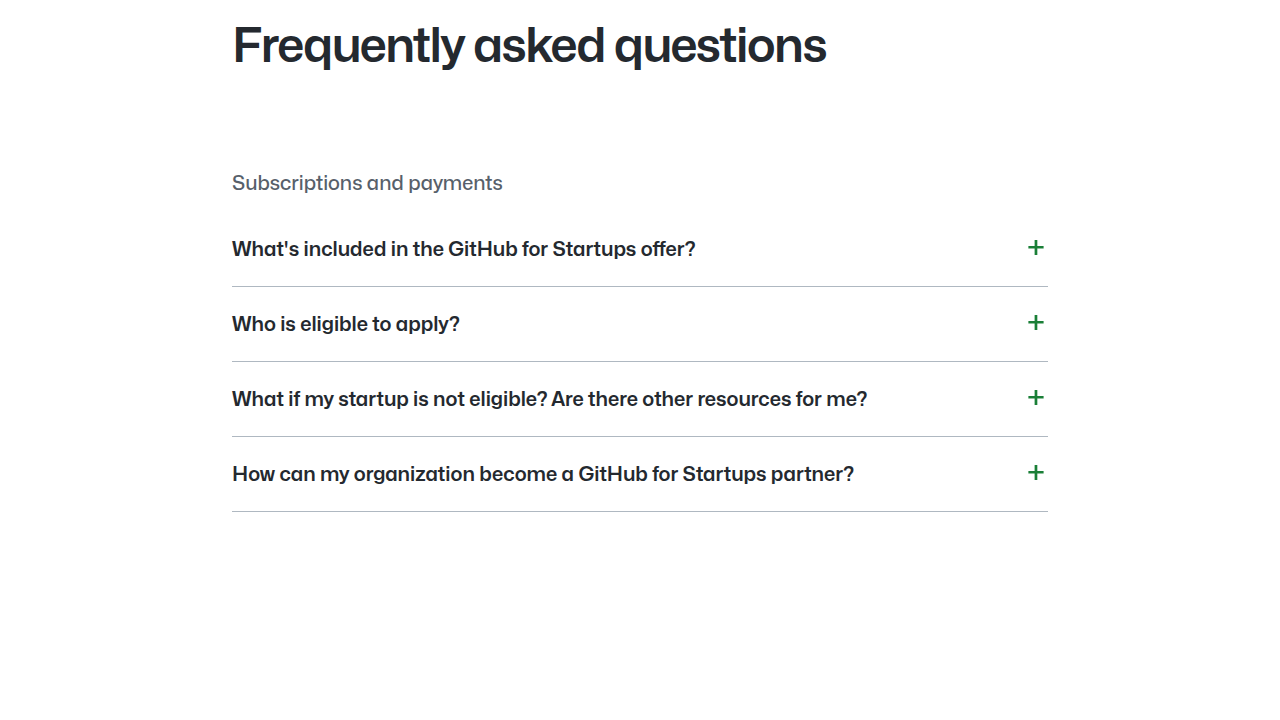 Frequently asked questions
Subscriptions and payments
What's included in the GitHub for Startups offer?
Who is eligible to apply?
What if my startup is not eligible? Are there other resources for me?
How can my organization become a GitHub for Startups partner?